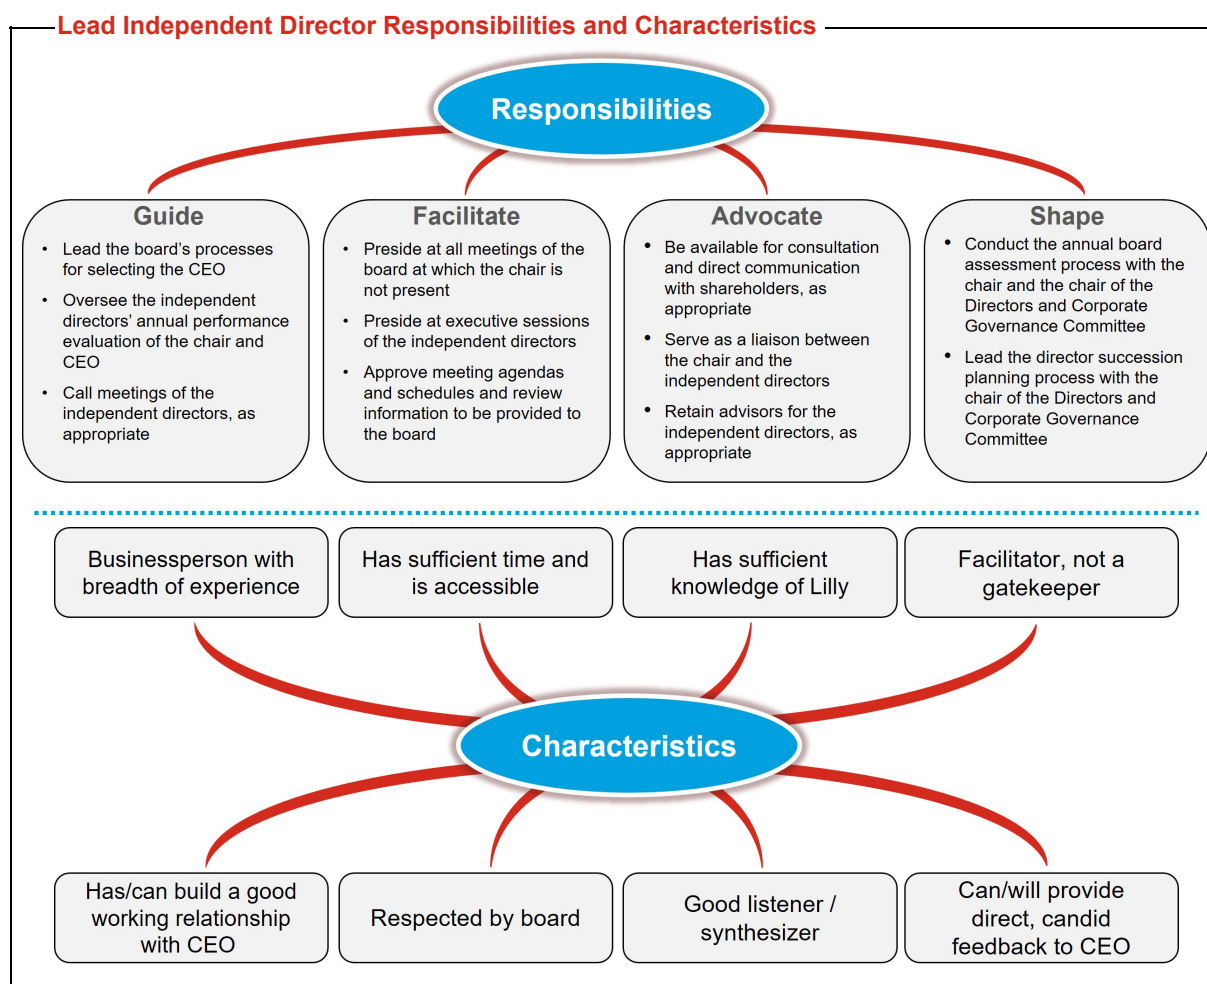 Lead Independent Director Responsibilities and Characteristics
Responsibilities
Guide
• Lead the board's processes
for selecting the CEO
• Oversee the independent
directors' annual performance
evaluation of the chair and
CEO
• Call meetings of the
independent directors, as
appropriate
Facilitate
• Preside at all meetings of the
board at which the chair is
not present
• Preside at executive sessions
of the independent directors
• Approve meeting agendas
and schedules and review
information to be provided to
the board
Advocate
• Be available for consultation
and direct communication
with shareholders, as
appropriate
• Serve as a liaison between
the chair and the
independent directors
• Retain advisors for the
independent directors, as
appropriate
Shape
• Conduct the annual board
assessment process with the
chair and the chair of the
Directors and Corporate
Governance Committee
• Lead the director succession
planning process with the
chair of the Directors and
Corporate Governance
Committee
Businessperson with
breadth of experience
Has sufficient time and
is accessible
Has sufficient
knowledge of Lilly
Facilitator, not a
gatekeeper
Characteristics
Has/can build a good
working relationship
with CEO
Respected by board
Good listener /
synthesizer
Can/will provide
direct, candid
feedback to CEO